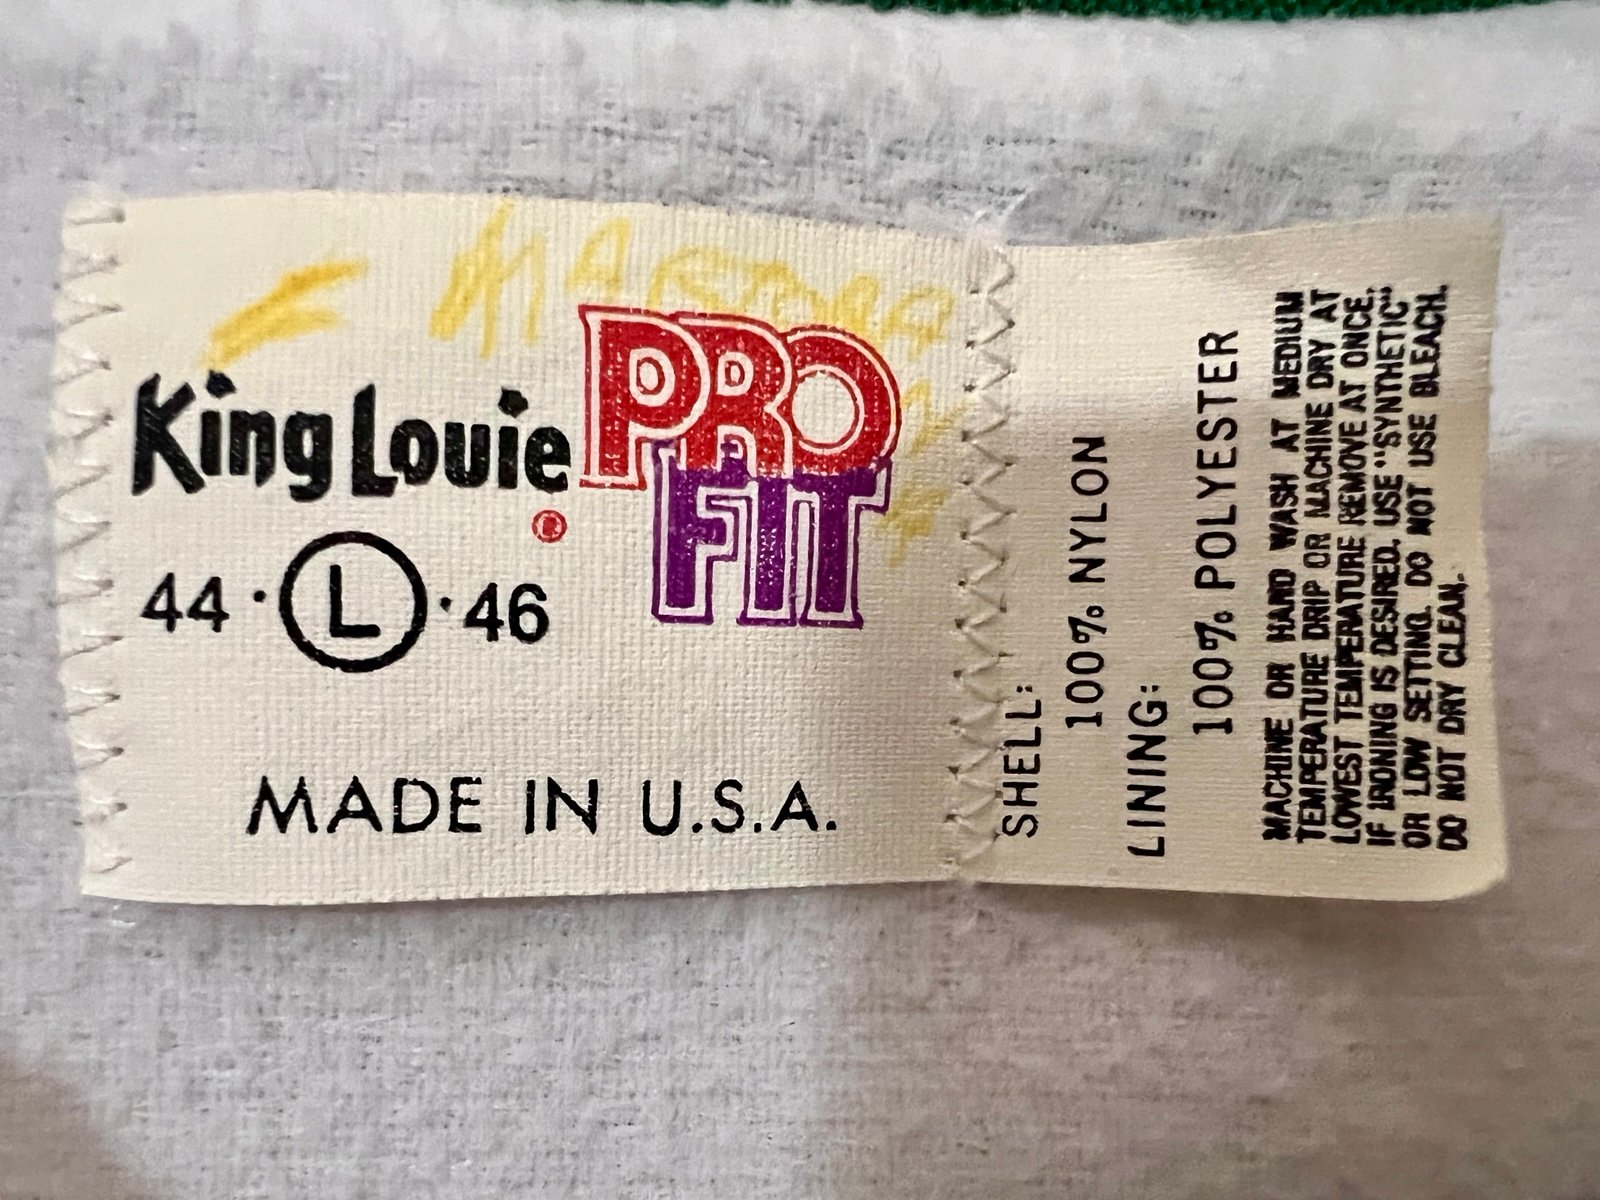 King Louie
®
PRO
FIT
44 · L · 46
MADE IN U.S.A.
SHELL:
100% NYLON
LINING:
100% POLYESTER
MACHINE OR HAND WASH AT MEDIUM
TEMPERATURE DRIP OR MACHINE DRY AT
LOWEST TEMPERATURE REMOVE AT ONCE.
IF IRONING IS DESIRED. USE "SYNTHETIC"
OR LOW SETTING. DO NOT USE BLEACH.
DO NOT DRY CLEAN.